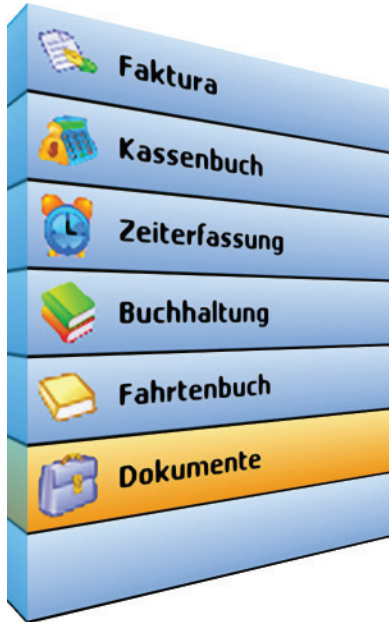 Faktura
Kassenbuch
Zeiterfassung
Buchhaltung
Fahrtenbuch
Dokumente